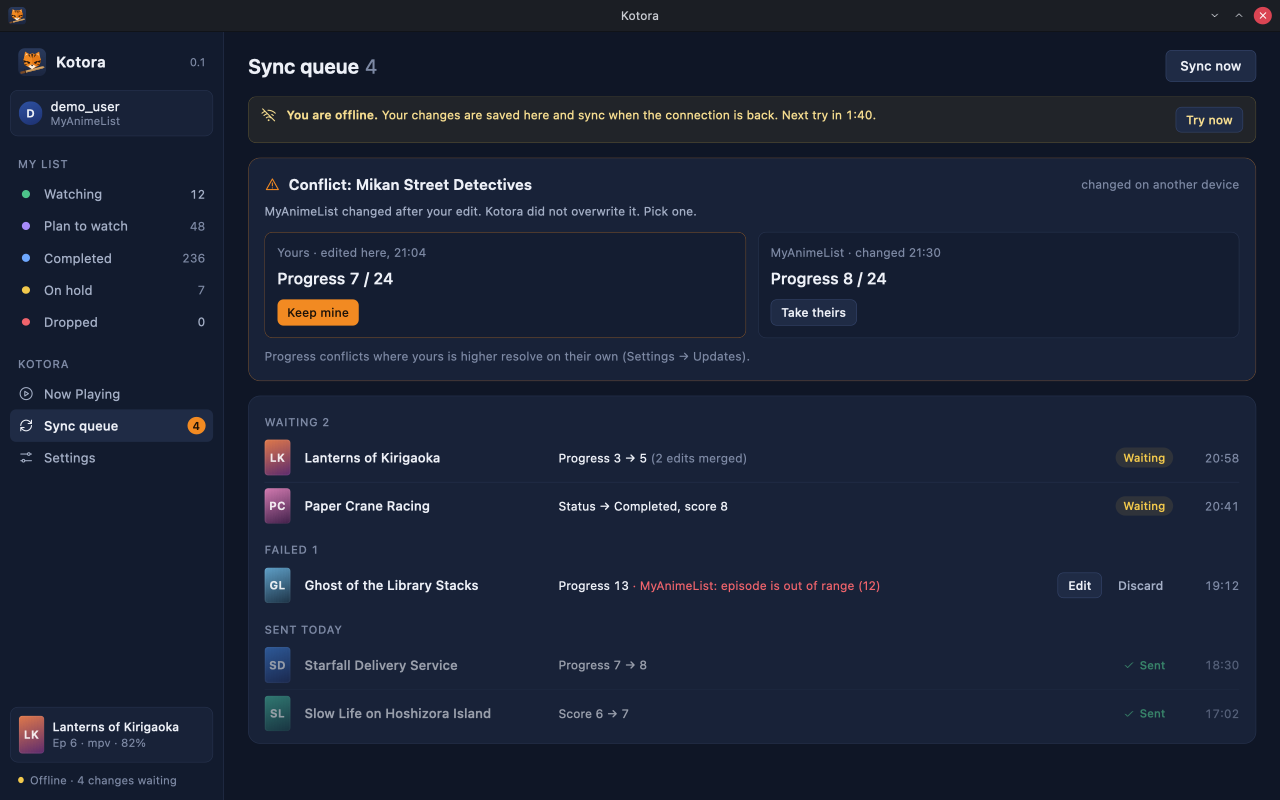 Kotora
Kotora 0.1
D demo_user
MyAnimeList
MY LIST
Watching 12
Plan to watch 48
Completed 236
On hold 7
Dropped 0
KOTORA
Now Playing
Sync queue 4
Settings
LK Lanterns of Kirigaoka
Ep 6 · mpv · 82%
Offline · 4 changes waiting
Sync queue 4
Sync now
You are offline. Your changes are saved here and sync when the connection is back. Next try in 1:40.
Try now
Conflict: Mikan Street Detectives
changed on another device
MyAnimeList changed after your edit. Kotora did not overwrite it. Pick one.
Yours · edited here, 21:04
Progress 7 / 24
Keep mine
MyAnimeList · changed 21:30
Progress 8 / 24
Take theirs
Progress conflicts where yours is higher resolve on their own (Settings → Updates).
WAITING 2
LK Lanterns of Kirigaoka Progress 3 → 5 (2 edits merged) Waiting 20:58
PC Paper Crane Racing Status → Completed, score 8 Waiting 20:41
FAILED 1
GL Ghost of the Library Stacks Progress 13 · MyAnimeList: episode is out of range (12) Edit Discard 19:12
SENT TODAY
SD Starfall Delivery Service Progress 7 → 8 ✓ Sent 18:30
SL Slow Life on Hoshizora Island Score 6 → 7 ✓ Sent 17:02